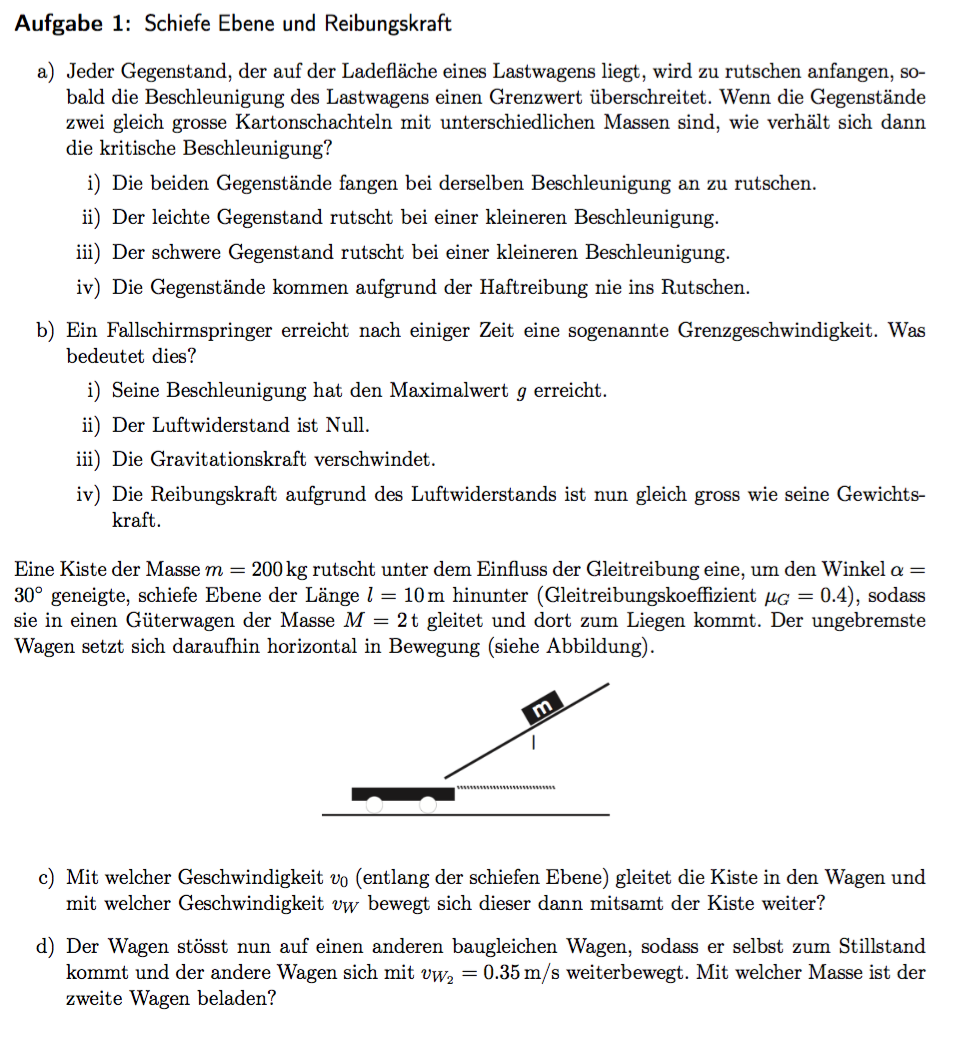 Aufgabe 1: Schiefe Ebene und Reibungskraft
a) Jeder Gegenstand, der auf der Ladefläche eines Lastwagens liegt, wird zu rutschen anfangen, so-
bald die Beschleunigung des Lastwagens einen Grenzwert überschreitet. Wenn die Gegenstände
zwei gleich grosse Kartonschachteln mit unterschiedlichen Massen sind, wie verhält sich dann
die kritische Beschleunigung?
i) Die beiden Gegenstände fangen bei derselben Beschleunigung an zu rutschen.
ii) Der leichte Gegenstand rutscht bei einer kleineren Beschleunigung.
iii) Der schwere Gegenstand rutscht bei einer kleineren Beschleunigung.
iv) Die Gegenstände kommen aufgrund der Haftreibung nie ins Rutschen.
b) Ein Fallschirmspringer erreicht nach einiger Zeit eine sogenannte Grenzgeschwindigkeit. Was
bedeutet dies?
i) Seine Beschleunigung hat den Maximalwert g erreicht.
ii) Der Luftwiderstand ist Null.
iii) Die Gravitationskraft verschwindet.
iv) Die Reibungskraft aufgrund des Luftwiderstands ist nun gleich gross wie seine Gewichts-
kraft.
Eine Kiste der Masse m = 200 kg rutscht unter dem Einfluss der Gleitreibung eine, um den Winkel α =
30° geneigte, schiefe Ebene der Länge l = 10 m hinunter (Gleitreibungskoeffizient μG = 0.4), sodass
sie in einen Güterwagen der Masse M = 2 t gleitet und dort zum Liegen kommt. Der ungebremste
Wagen setzt sich daraufhin horizontal in Bewegung (siehe Abbildung).
m
l
c) Mit welcher Geschwindigkeit v0 (entlang der schiefen Ebene) gleitet die Kiste in den Wagen und
mit welcher Geschwindigkeit vW bewegt sich dieser dann mitsamt der Kiste weiter?
d) Der Wagen stösst nun auf einen anderen baugleichen Wagen, sodass er selbst zum Stillstand
kommt und der andere Wagen sich mit vW2 = 0.35 m/s weiterbewegt. Mit welcher Masse ist der
zweite Wagen beladen?